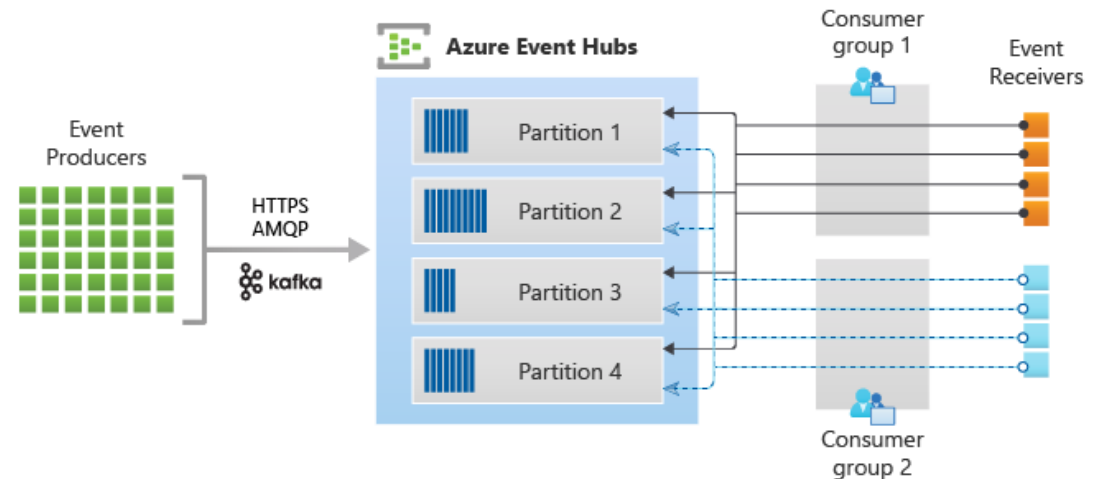 Event
Producers
HTTPS
AMQP
kafka
Azure Event Hubs
Partition 1
Partition 2
Partition 3
Partition 4
Consumer
group 1
Event
Receivers
Consumer
group 2